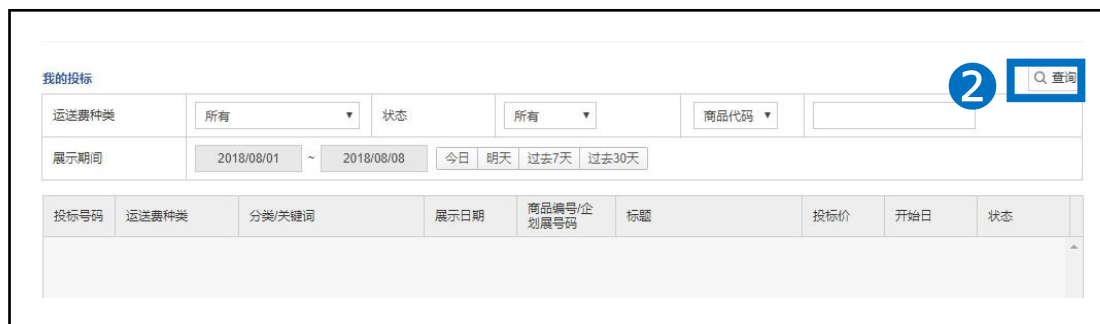 我的投标
2
查询
运送费种类 所有 ▼ 状态 所有 ▼ 商品代码 ▼
展示期间 2018/08/01 ~ 2018/08/08 今日 明天 过去7天 过去30天
投标号码 运送费种类 分类/关键词 展示日期 商品编号/企划展号码 标题 投标价 开始日 状态